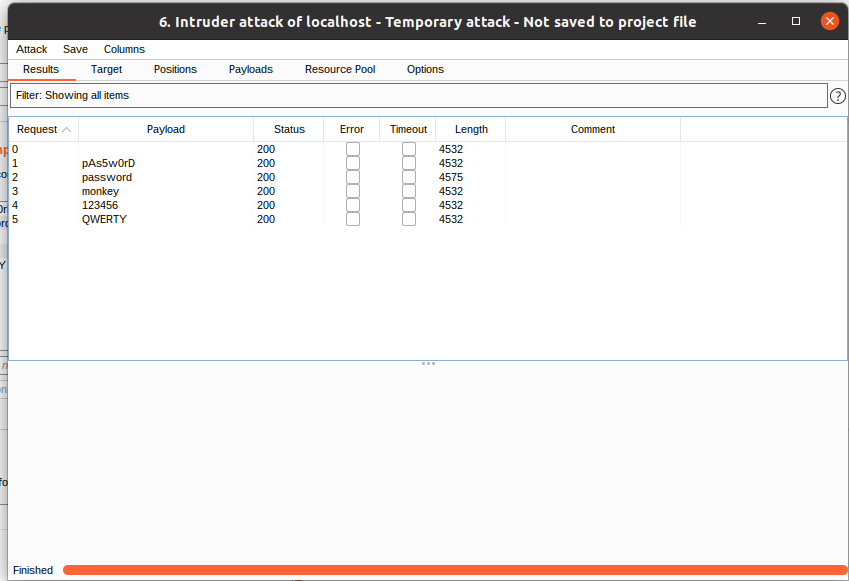 6. Intruder attack of localhost - Temporary attack - Not saved to project file
Attack Save Columns
Results Target Positions Payloads Resource Pool Options
Filter: Showing all items
?
Request Payload Status Error Timeout Length Comment
0 200 4532
1 pAs5w0rD 200 4532
2 password 200 4575
3 monkey 200 4532
4 123456 200 4532
5 QWERTY 200 4532
Finished